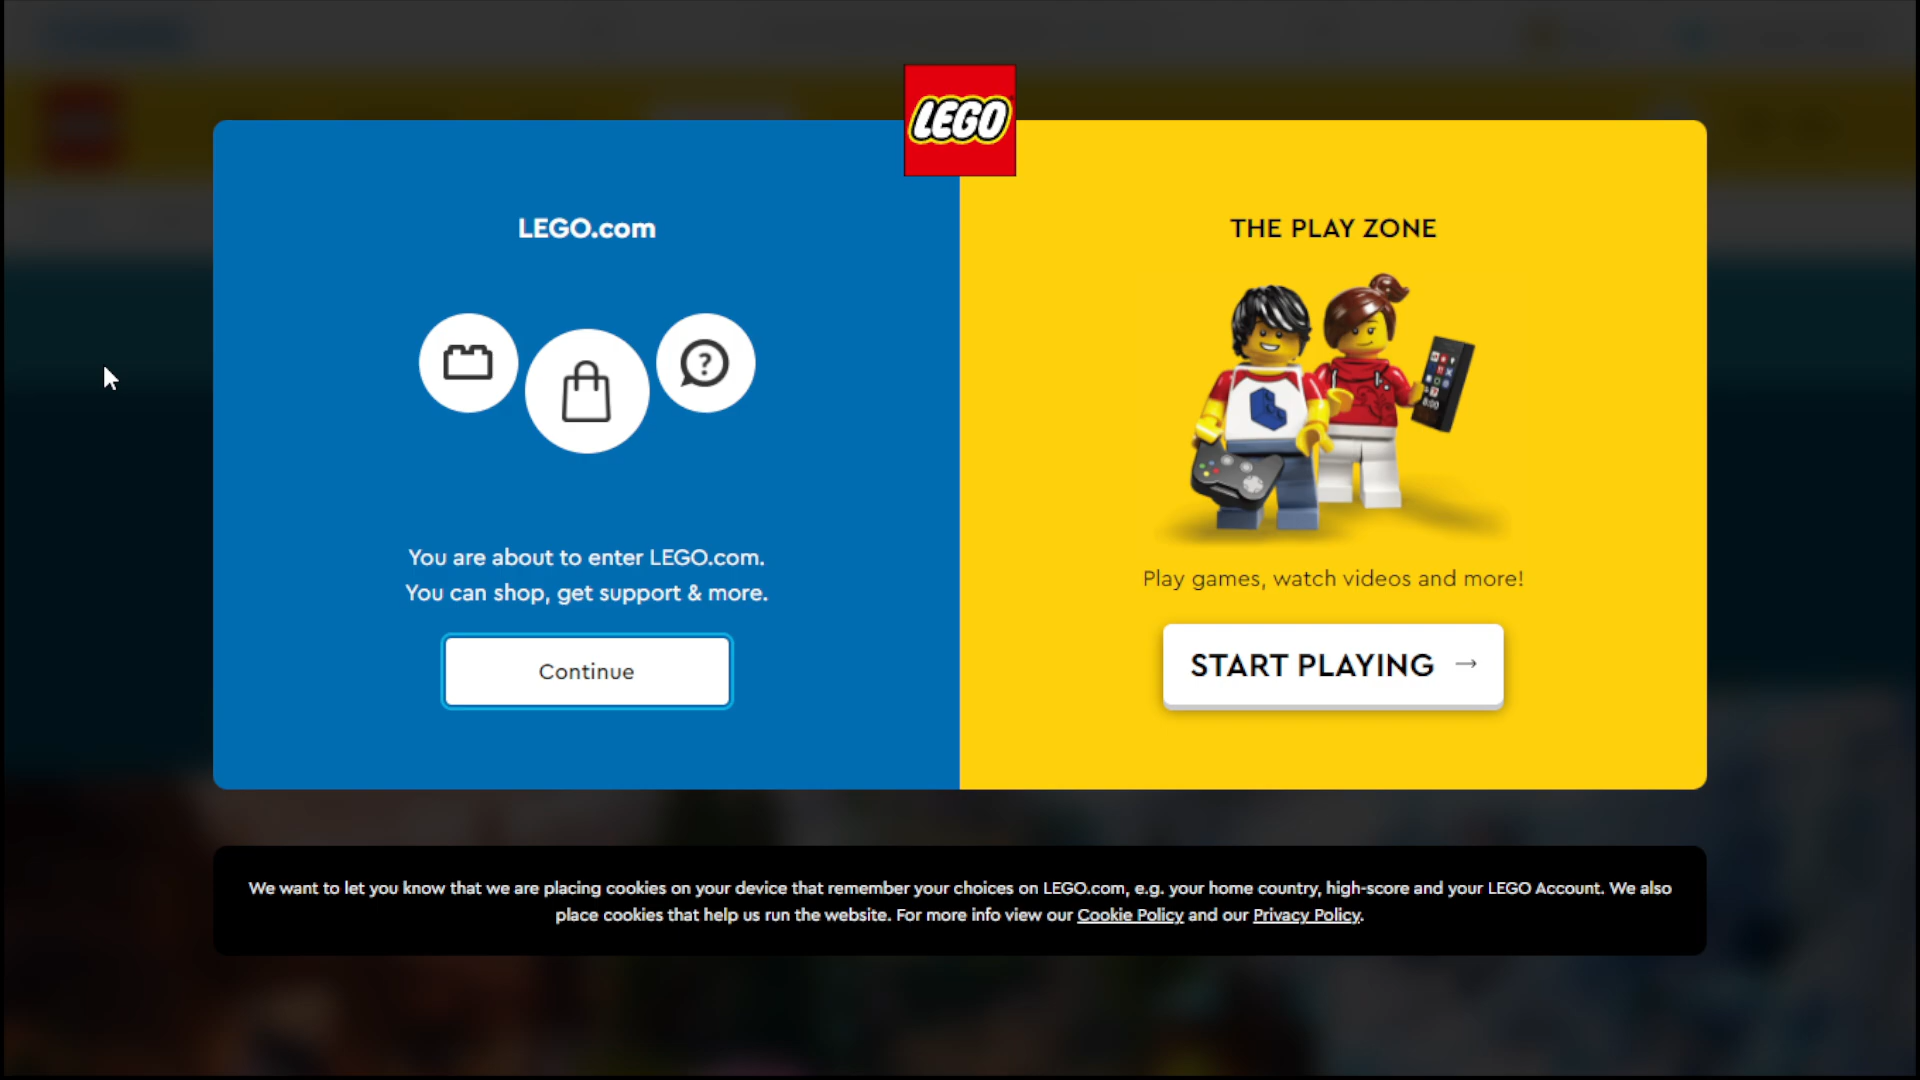 LEGO
LEGO.com
THE PLAY ZONE
?
8:00
You are about to enter LEGO.com.
You can shop, get support & more.
Play games, watch videos and more!
Continue
START PLAYING →
We want to let you know that we are placing cookies on your device that remember your choices on LEGO.com, e.g. your home country, high-score and your LEGO Account. We also
place cookies that help us run the website. For more info view our Cookie Policy and our Privacy Policy.